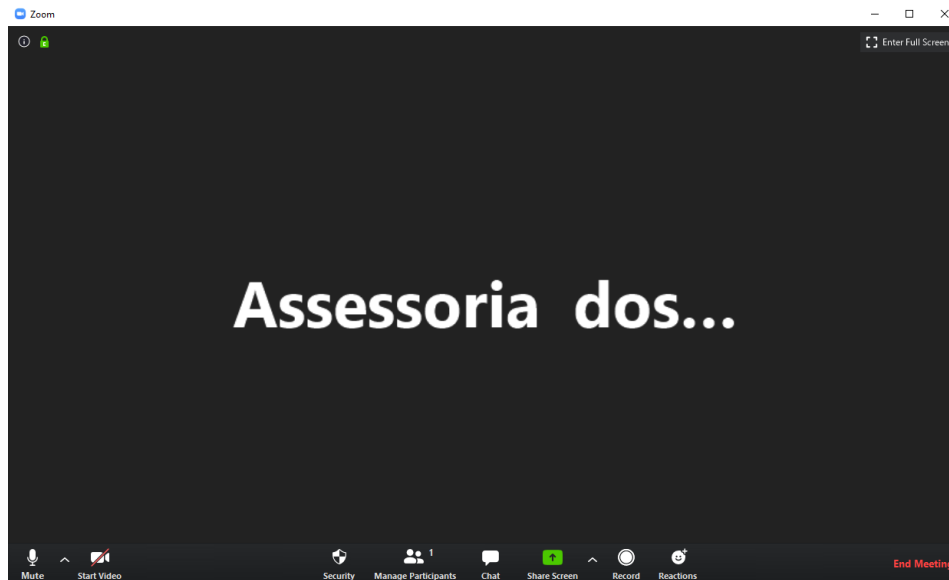 Zoom
Enter Full Screen
Assessoria dos...
1
Mute
Start Video
Security
Manage Participants
Chat
Share Screen
Record
Reactions
End Meeting